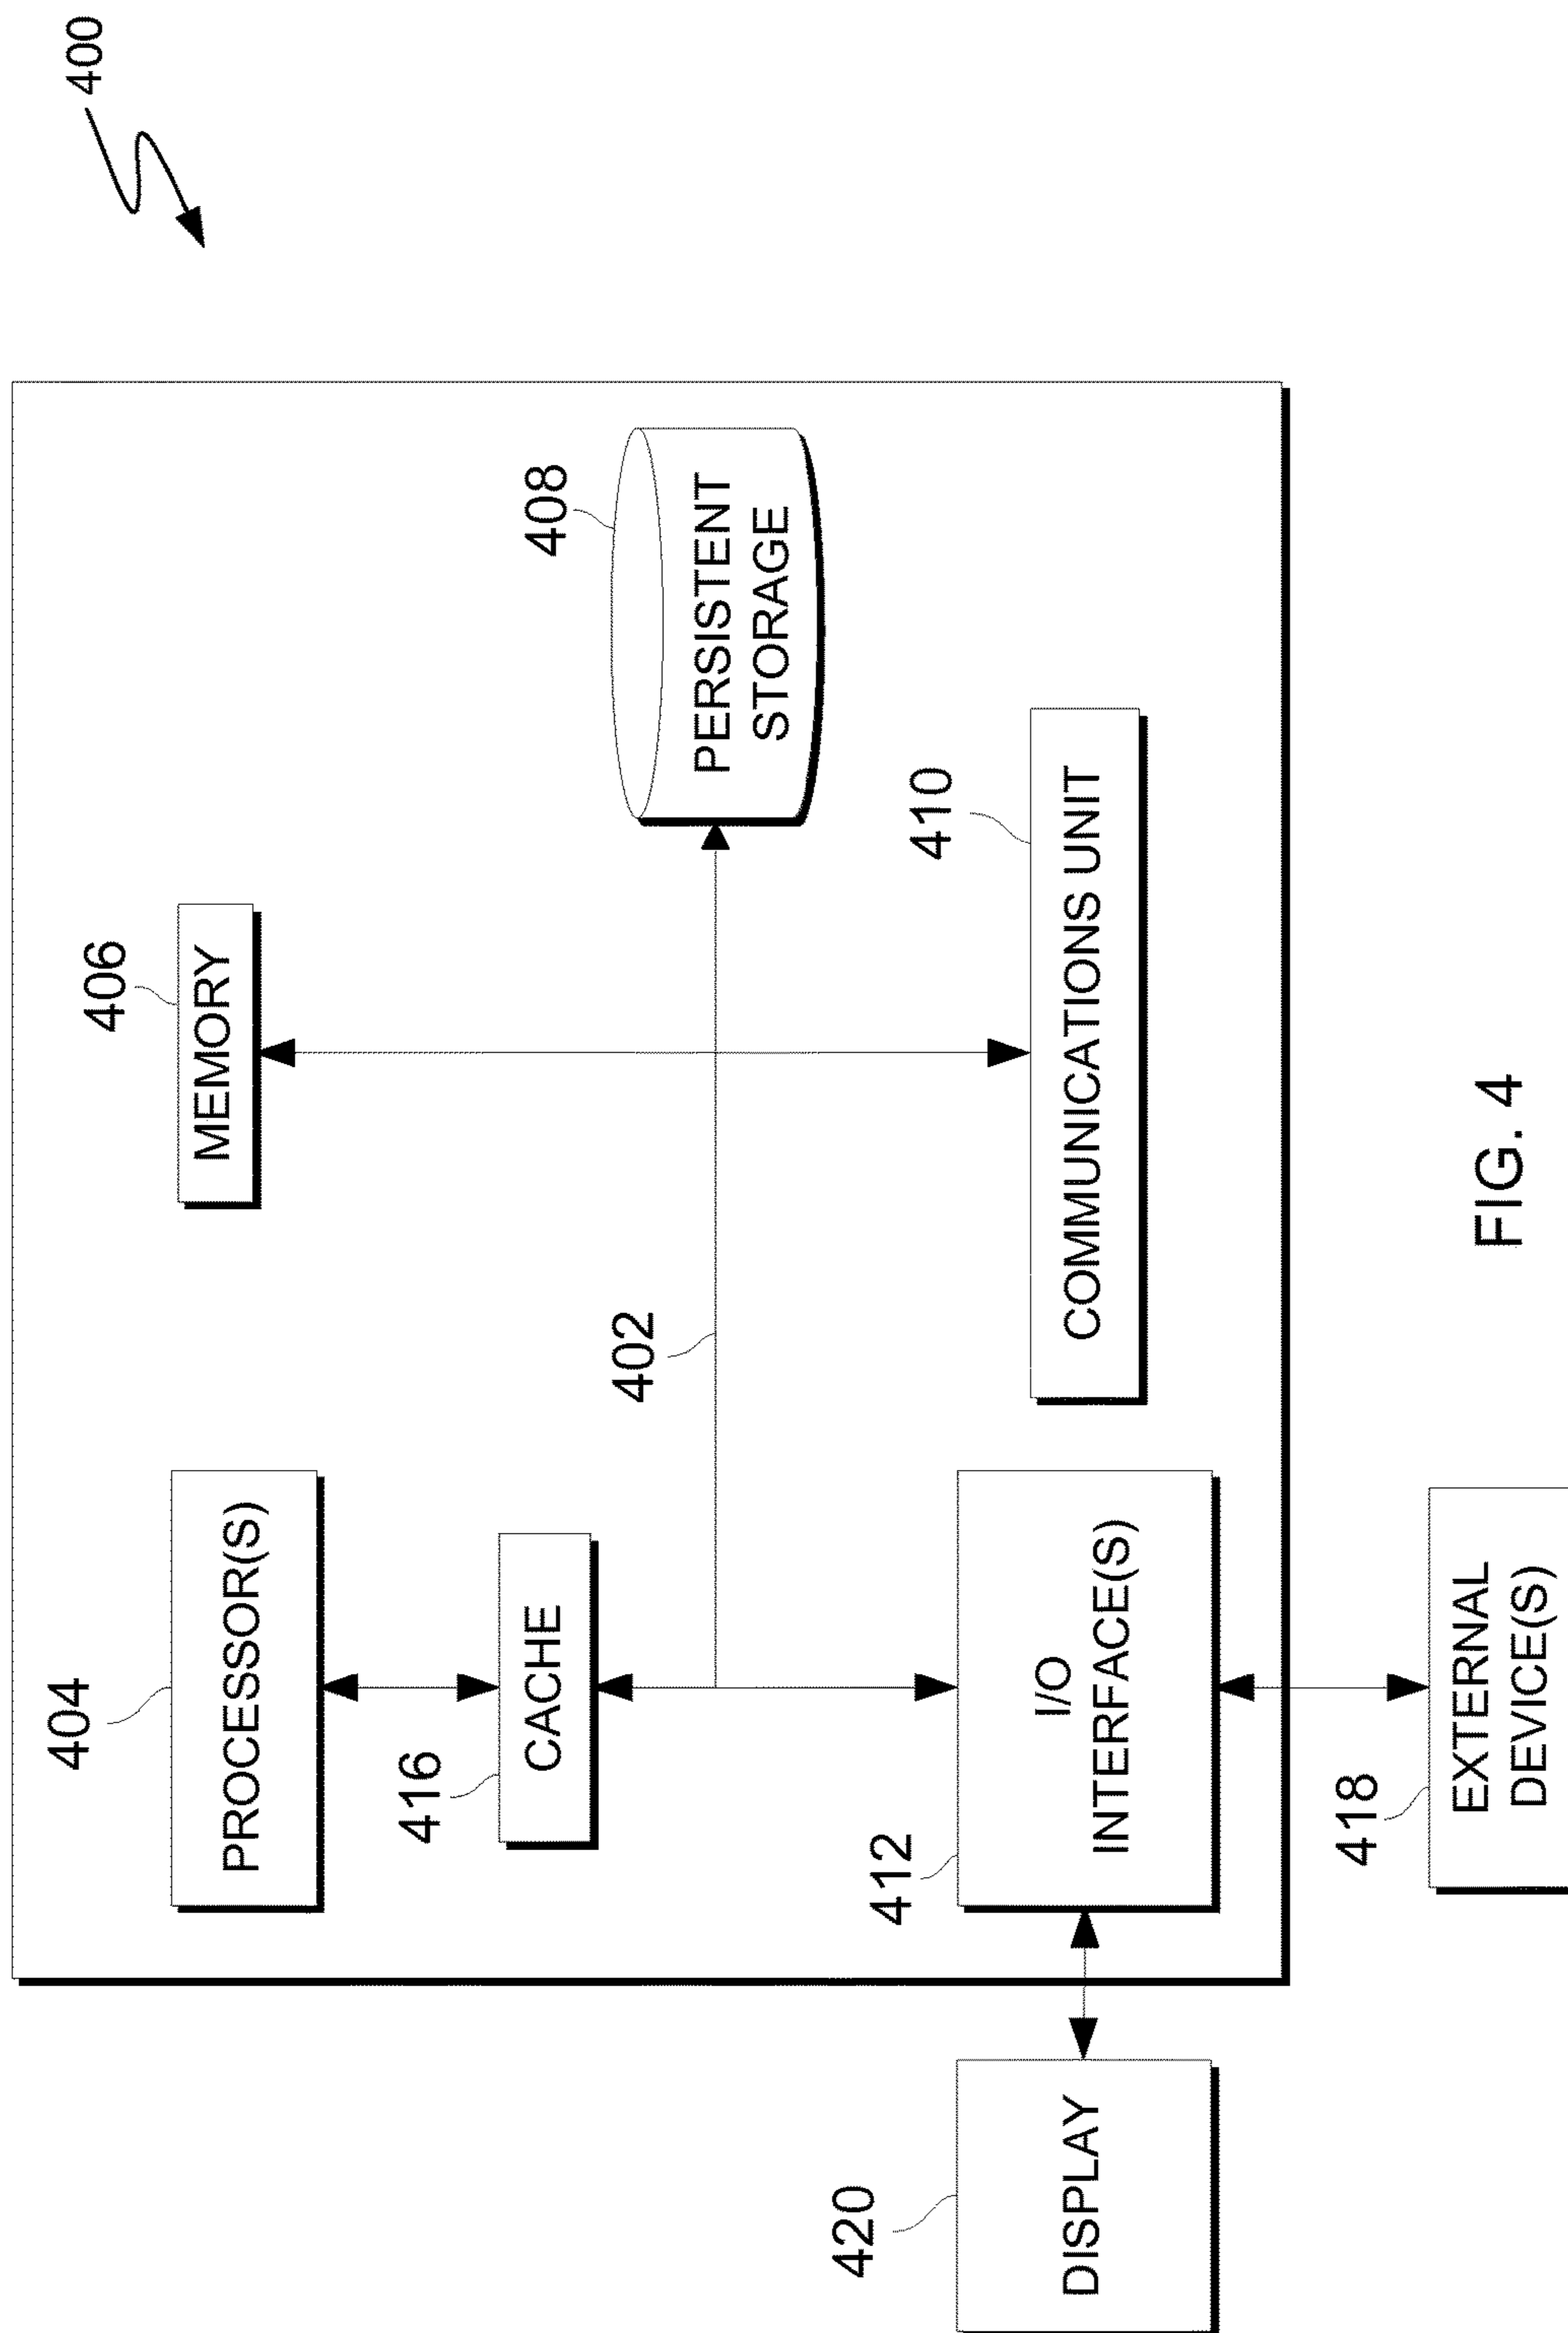 400
404
PROCESSOR(S)
406
MEMORY
416
CACHE
408
PERSISTENT
STORAGE
402
412
I/O
INTERFACE(S)
410
COMMUNICATIONS UNIT
420
DISPLAY
418
EXTERNAL
DEVICE(S)
FIG. 4